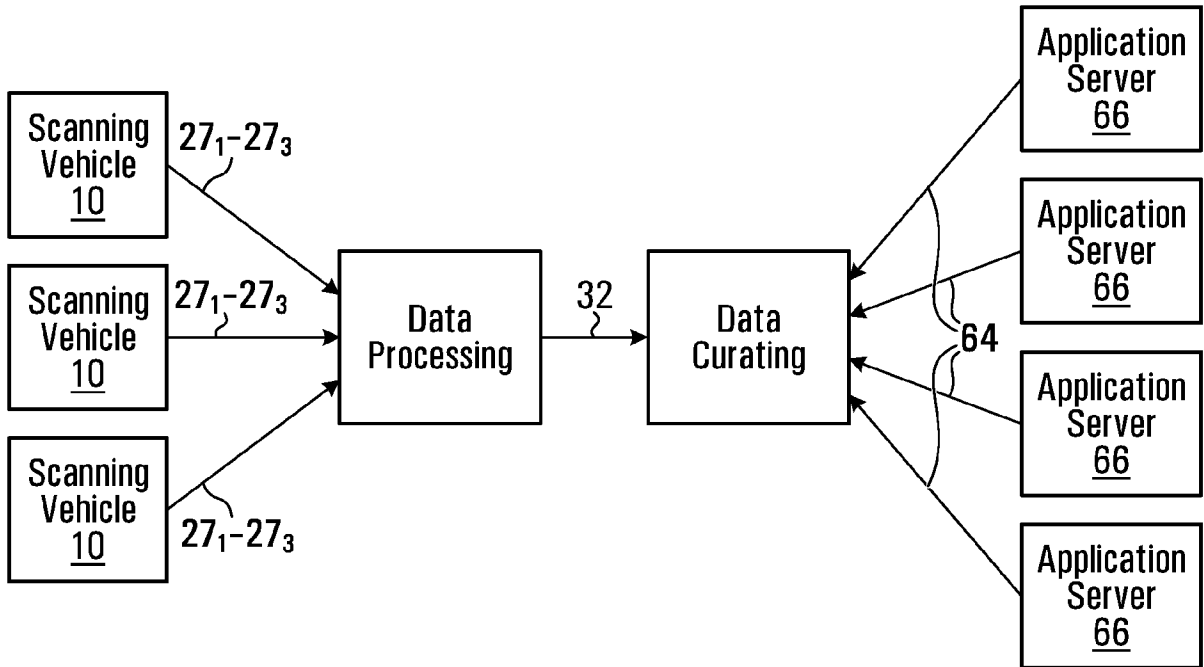 Scanning
Vehicle
10
27₁-27₃
Scanning
Vehicle
10
27₁-27₃
Scanning
Vehicle
10
27₁-27₃
Data
Processing
32
Data
Curating
64
Application
Server
66
Application
Server
66
Application
Server
66
Application
Server
66